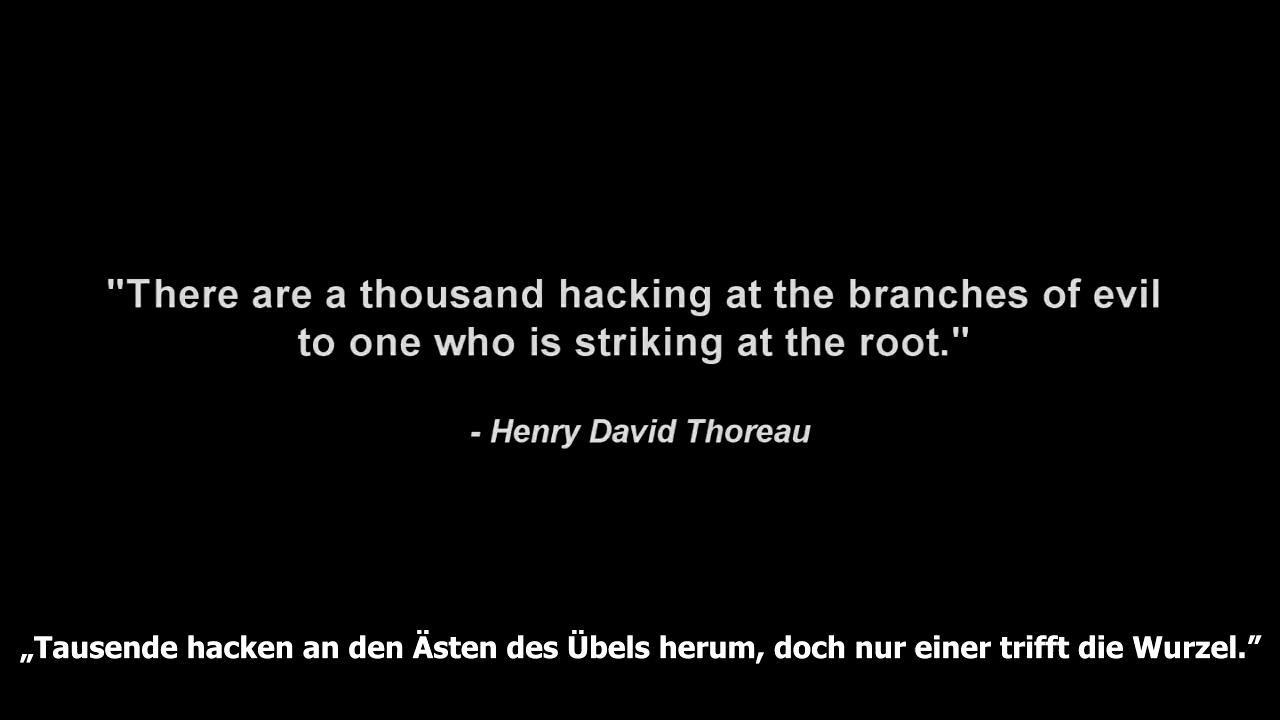 "There are a thousand hacking at the branches of evil
to one who is striking at the root."
- Henry David Thoreau
„Tausende hacken an den Ästen des Übels herum, doch nur einer trifft die Wurzel.”